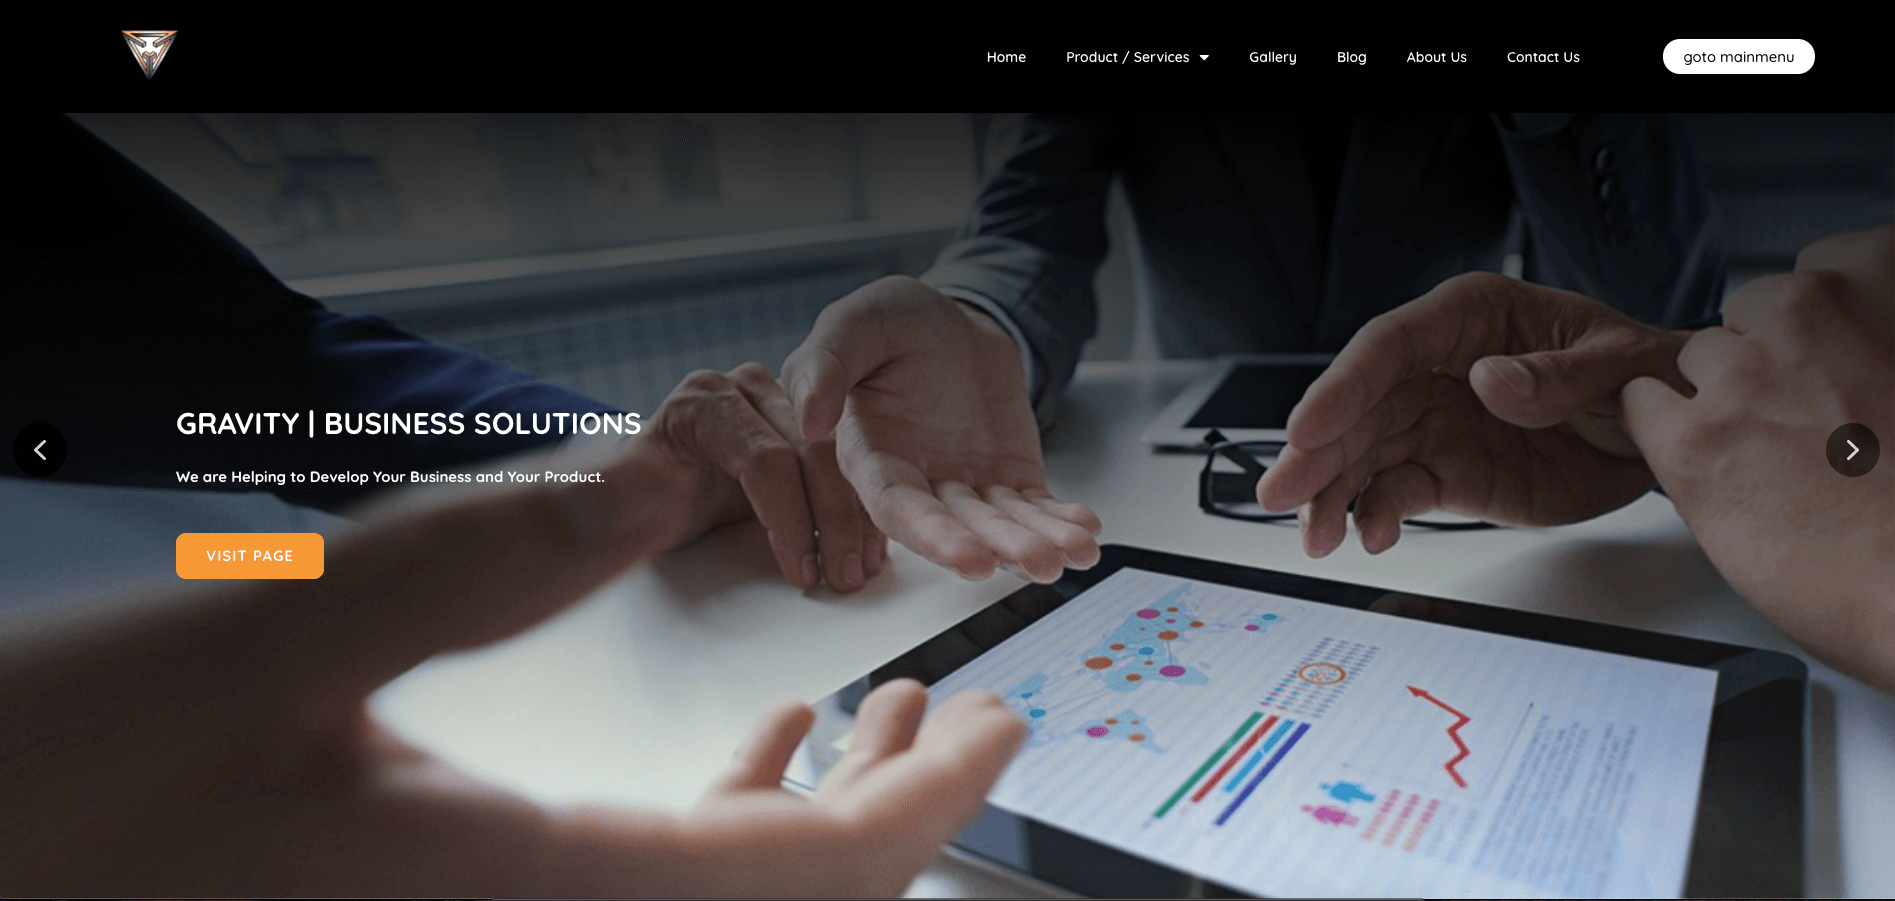 Home Product / Services Gallery Blog About Us Contact Us goto mainmenu
GRAVITY | BUSINESS SOLUTIONS
We are Helping to Develop Your Business and Your Product.
VISIT PAGE